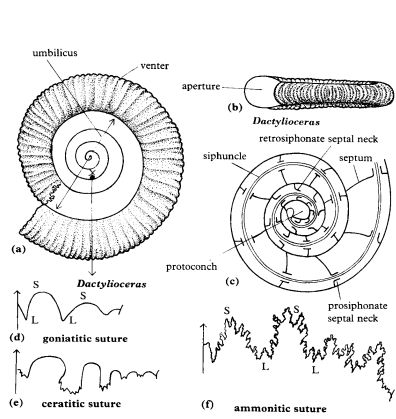 umbilicus
venter
(a)
Dactylioceras
aperture
(b)
Dactylioceras
retrosiphonate septal neck
siphuncle
septum
protoconch
(c)
prosiphonate
septal neck
S
S
L
L
(d) goniatitic suture
(e) ceratitic suture
S
S
L
L
(f) ammonitic suture